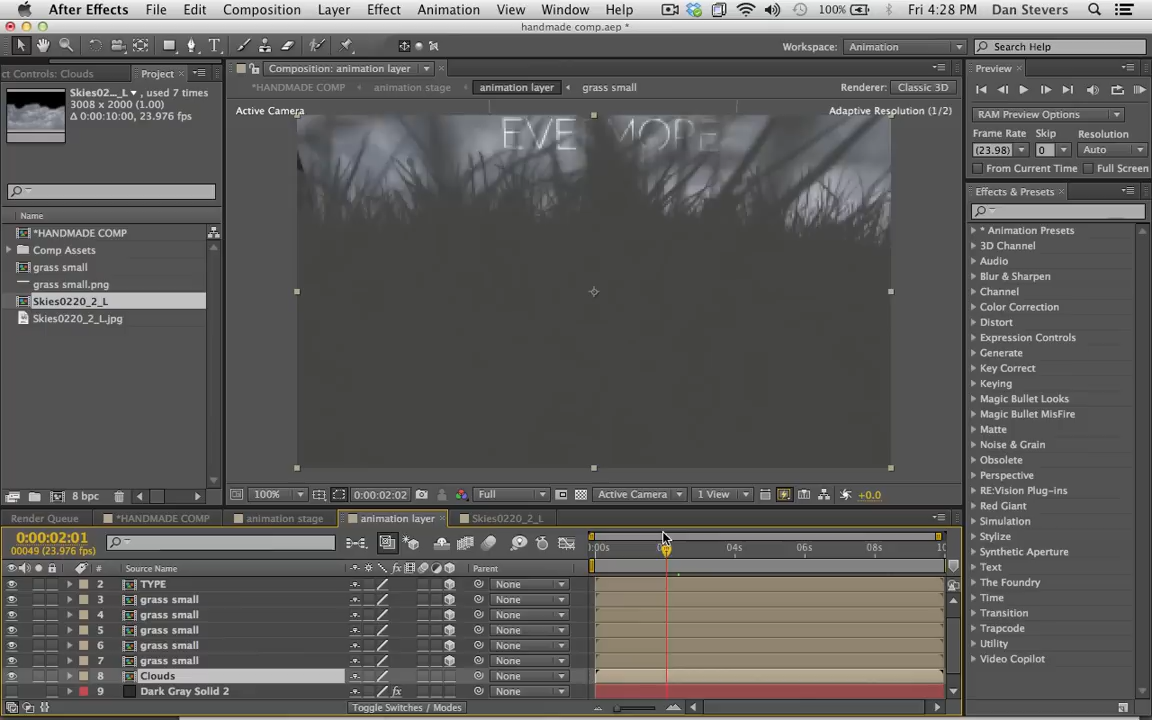 After Effects File Edit Composition Layer Effect Animation View Window Help 100% Fri 4:28 PM Dan Stevers
handmade comp.aep *
Workspace: Animation Search Help
ct Controls: Clouds Project Composition: animation layer Preview
Skies02..._L▾, used 7 times
3008 x 2000 (1.00)
Δ 0:00:10:00, 23.976 fps
*HANDMADE COMP animation stage animation layer grass small Renderer: Classic 3D
Active Camera Adaptive Resolution (1/2)
EVE MORE
RAM Preview Options
Frame Rate Skip Resolution
(23.98) 0 Auto
From Current Time Full Screen
Effects & Presets
Name
*HANDMADE COMP
Comp Assets
grass small
grass small.png
Skies0220_2_L
Skies0220_2_L.jpg
* Animation Presets
3D Channel
Audio
Blur & Sharpen
Channel
Color Correction
Distort
Expression Controls
Generate
Key Correct
Keying
Magic Bullet Looks
Magic Bullet MisFire
Matte
Noise & Grain
Obsolete
Perspective
RE:Vision Plug-ins
Red Giant
Simulation
Stylize
Synthetic Aperture
Text
The Foundry
Time
Transition
Trapcode
Utility
Video Copilot
8 bpc
100% 0:00:02:02 Full Active Camera 1 View +0.0
Render Queue *HANDMADE COMP animation stage animation layer Skies0220_2_L
0:00:02:01
00049 (23.976 fps)
:00s 04s 06s 08s 10
# Source Name Parent
2 TYPE None
3 grass small None
4 grass small None
5 grass small None
6 grass small None
7 grass small None
8 Clouds None
9 Dark Gray Solid 2 None
Toggle Switches / Modes